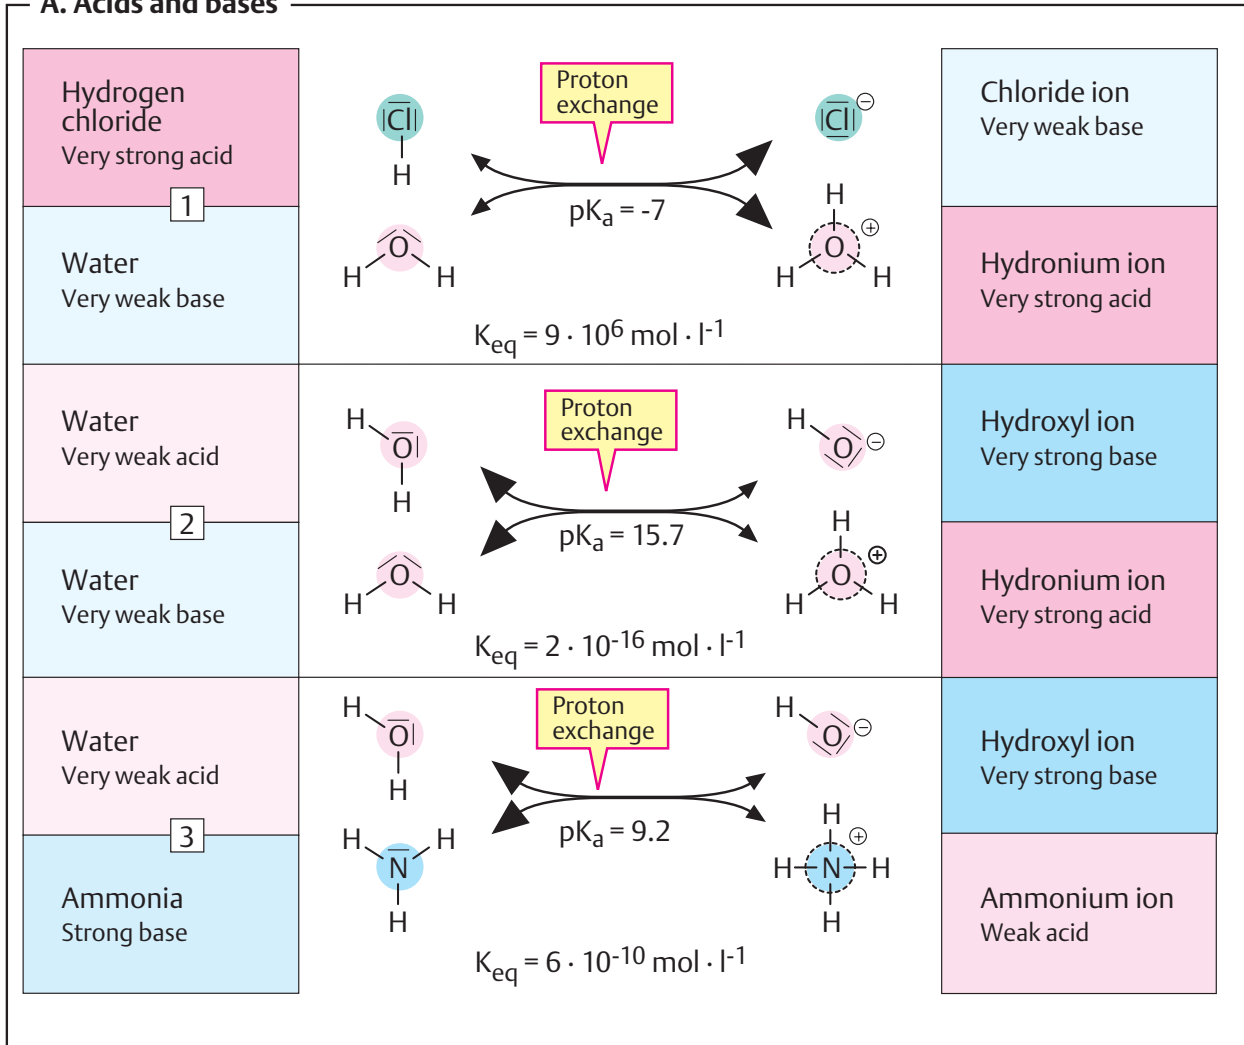 A. Acids and bases
Hydrogen
chloride
Very strong acid
1
Water
Very weak base
|C̅l|
H
O
H H
Proton
exchange
pKa = -7
Keq = 9 · 10⁶ mol · l⁻¹
|C̅l̲|⊖
H
O ⊕
H H
Chloride ion
Very weak base
Hydronium ion
Very strong acid
Water
Very weak acid
2
Water
Very weak base
H
O̅|
H
O
H H
Proton
exchange
pKa = 15.7
Keq = 2 · 10⁻¹⁶ mol · l⁻¹
H
O ⊖
H
O ⊕
H H
Hydroxyl ion
Very strong base
Hydronium ion
Very strong acid
Water
Very weak acid
3
Ammonia
Strong base
H
O̅|
H
H H
N̅
H
Proton
exchange
pKa = 9.2
Keq = 6 · 10⁻¹⁰ mol · l⁻¹
H
O ⊖
H
H N H ⊕
H
Hydroxyl ion
Very strong base
Ammonium ion
Weak acid